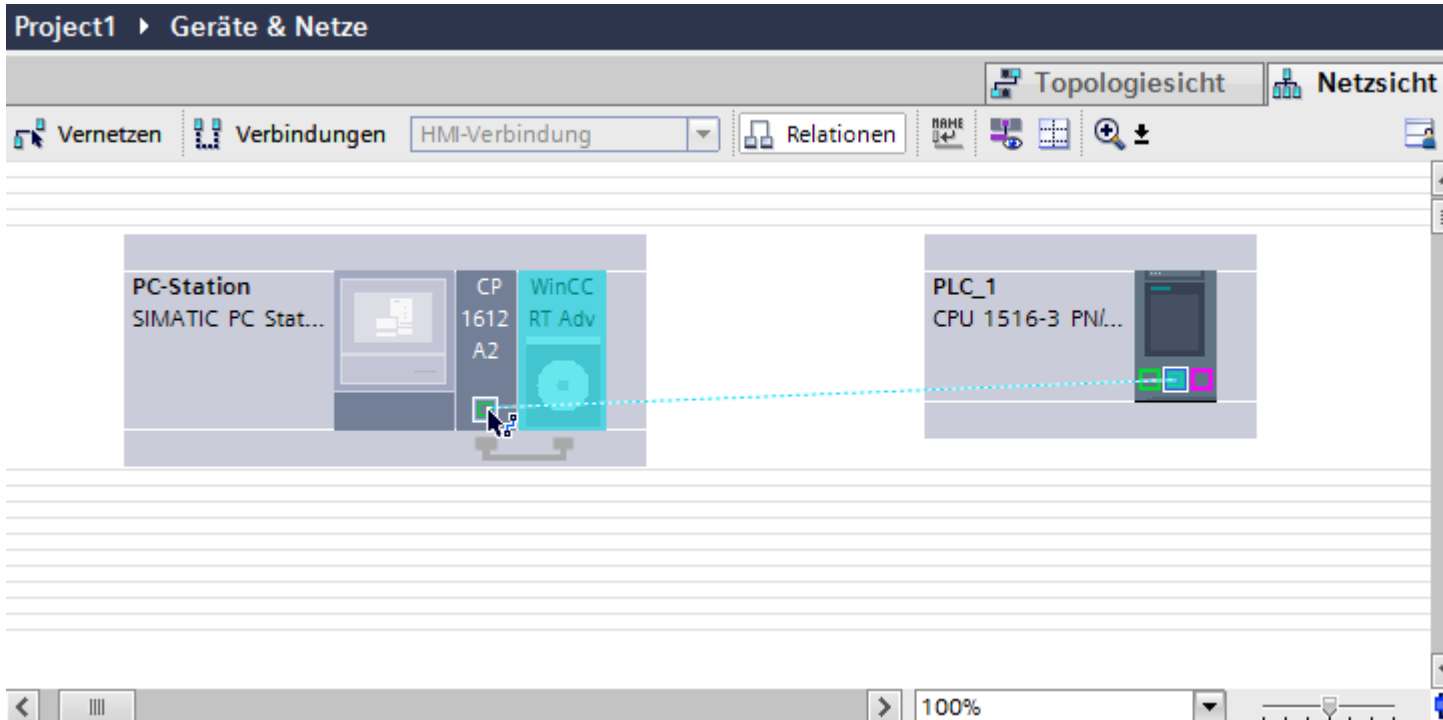 Project1 ▸ Geräte & Netze
Topologiesicht
Netzsicht
Vernetzen
Verbindungen
HMI-Verbindung
Relationen
NAME
PC-Station
SIMATIC PC Stat...
CP
1612
A2
WinCC
RT Adv
PLC_1
CPU 1516-3 PN/...
100%